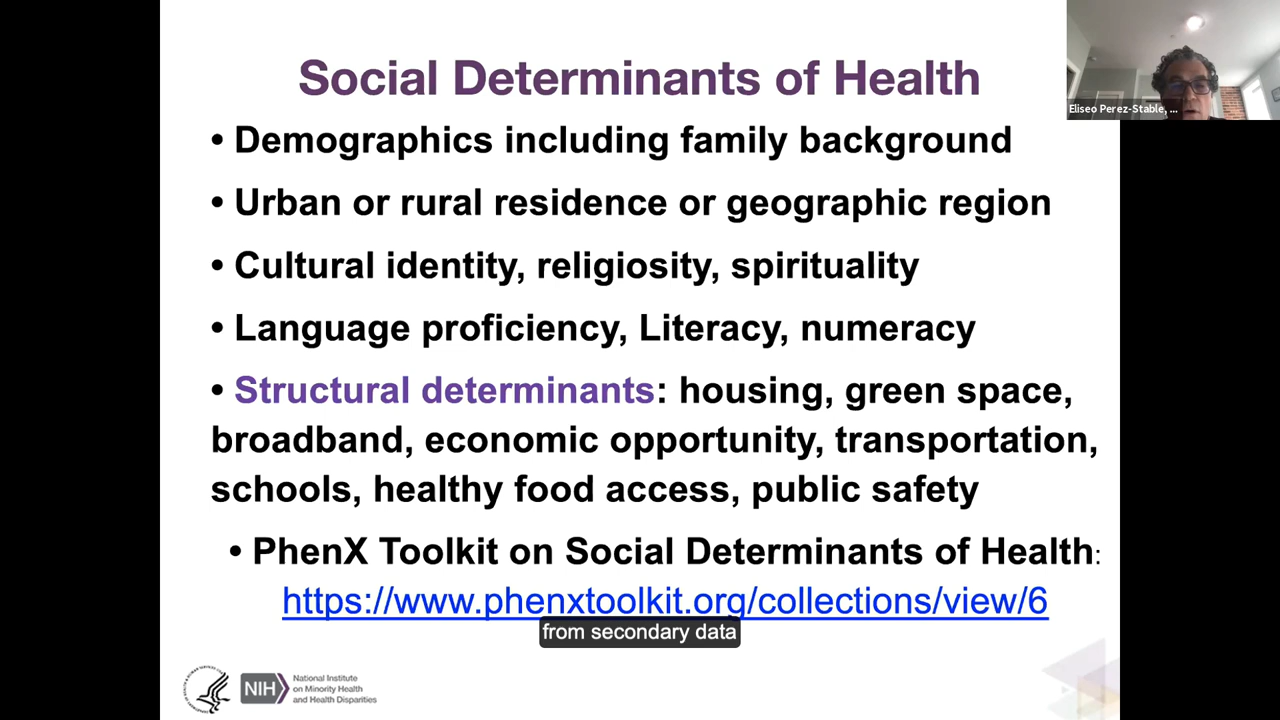 Social Determinants of Health
Eliseo Perez-Stable, ...
• Demographics including family background
• Urban or rural residence or geographic region
• Cultural identity, religiosity, spirituality
• Language proficiency, Literacy, numeracy
• Structural determinants: housing, green space,
broadband, economic opportunity, transportation,
schools, healthy food access, public safety
• PhenX Toolkit on Social Determinants of Health:
https://www.phenxtoolkit.org/collections/view/6
from secondary data
NIH
National Institute
on Minority Health
and Health Disparities